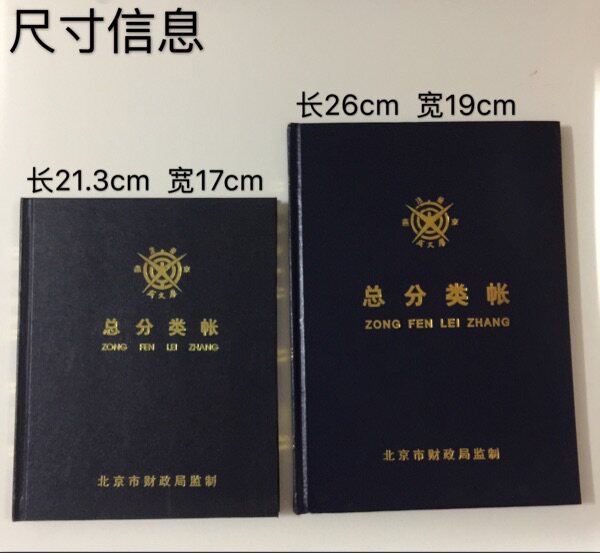 尺寸信息
长26cm 宽19cm
长21.3cm 宽17cm
总分类帐
ZONG FEN LEI ZHANG
北京市财政局监制
总分类帐
ZONG FEN LEI ZHANG
北京市财政局监制